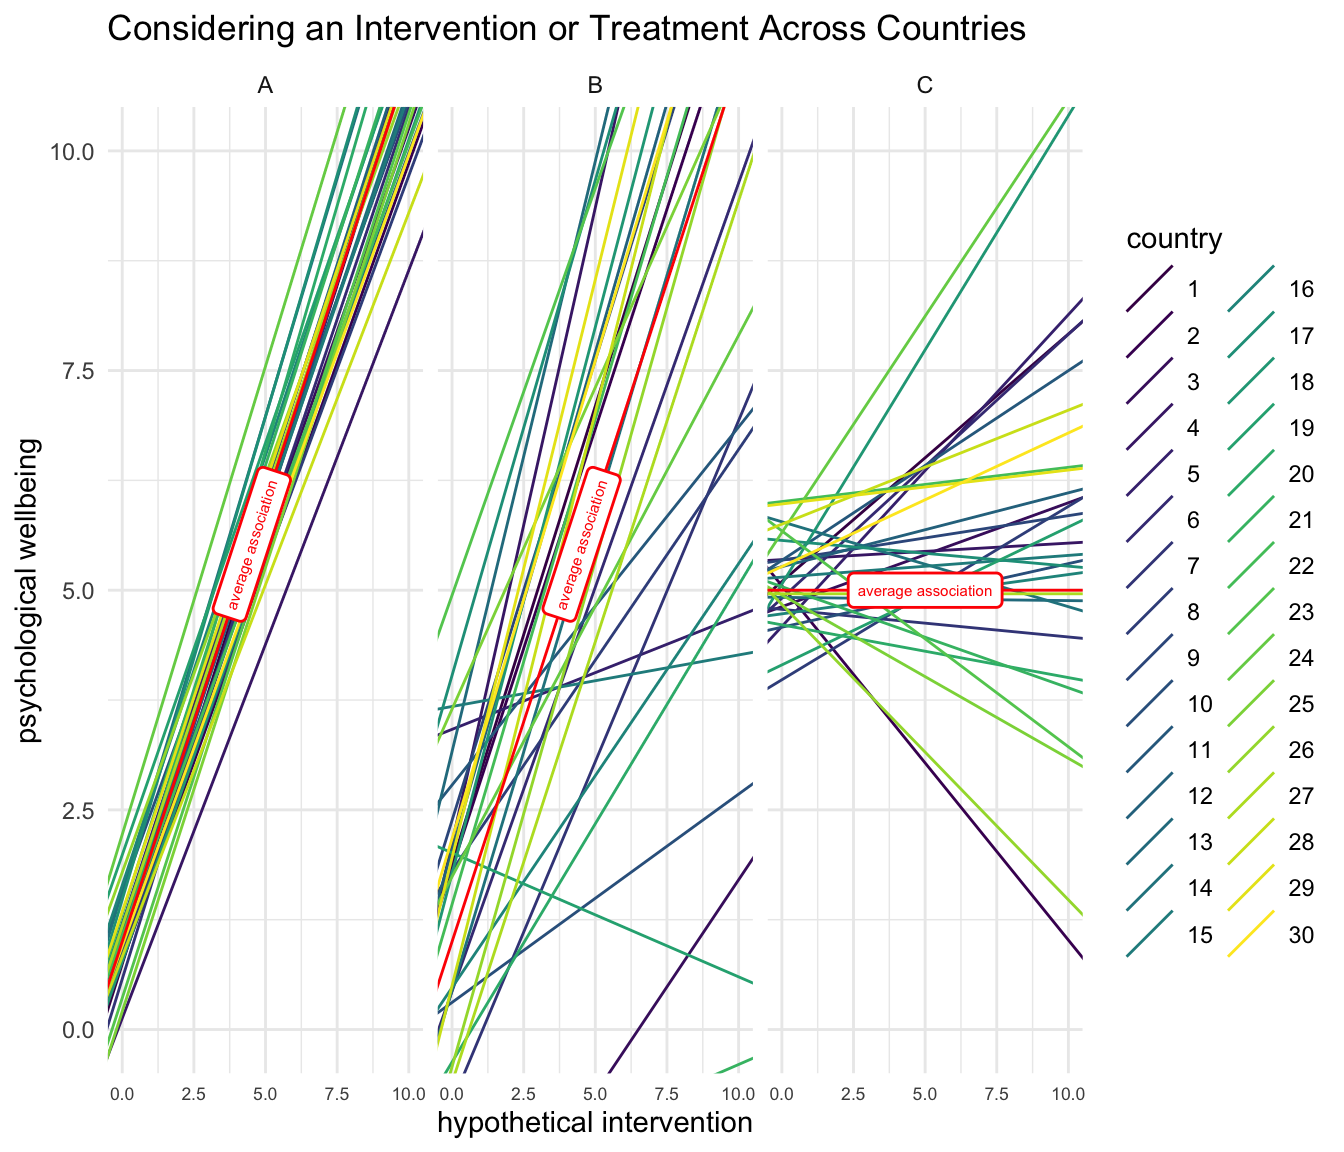 Considering an Intervention or Treatment Across Countries
A
B
C
10.0
7.5
5.0
2.5
0.0
psychological wellbeing
average association
average association
average association
0.0 2.5 5.0 7.5 10.0
0.0 2.5 5.0 7.5 10.0
0.0 2.5 5.0 7.5 10.0
hypothetical intervention
country
1 16
2 17
3 18
4 19
5 20
6 21
7 22
8 23
9 24
10 25
11 26
12 27
13 28
14 29
15 30